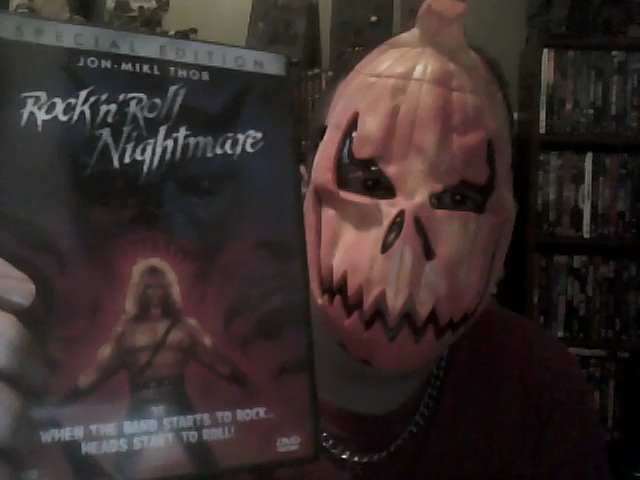 SPECIAL EDITION
JON-MIKL THOR
Rock'n'Roll
Nightmare
WHEN THE BAND STARTS TO ROCK...
HEADS START TO ROLL!
DVD